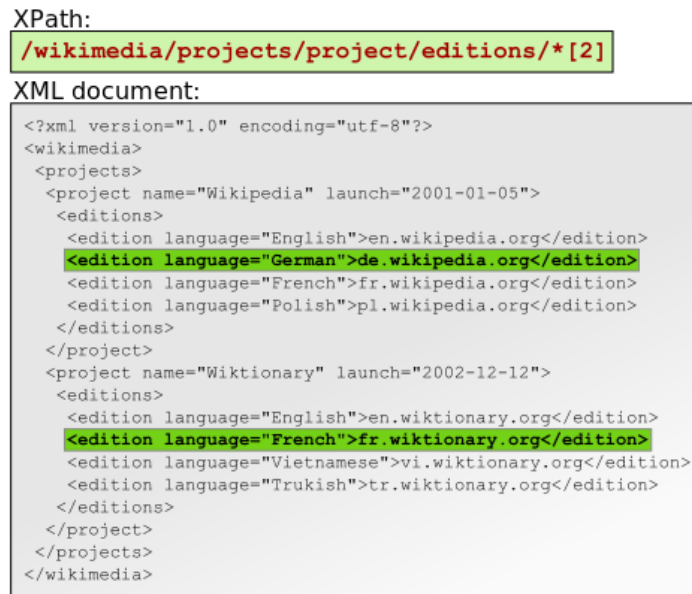 XPath:
/wikimedia/projects/project/editions/*[2]
XML document:
<?xml version="1.0" encoding="utf-8"?>
<wikimedia>
<projects>
<project name="Wikipedia" launch="2001-01-05">
<editions>
<edition language="English">en.wikipedia.org</edition>
<edition language="German">de.wikipedia.org</edition>
<edition language="French">fr.wikipedia.org</edition>
<edition language="Polish">pl.wikipedia.org</edition>
</editions>
</project>
<project name="Wiktionary" launch="2002-12-12">
<editions>
<edition language="English">en.wiktionary.org</edition>
<edition language="French">fr.wiktionary.org</edition>
<edition language="Vietnamese">vi.wiktionary.org</edition>
<edition language="Trukish">tr.wiktionary.org</edition>
</editions>
</project>
</projects>
</wikimedia>